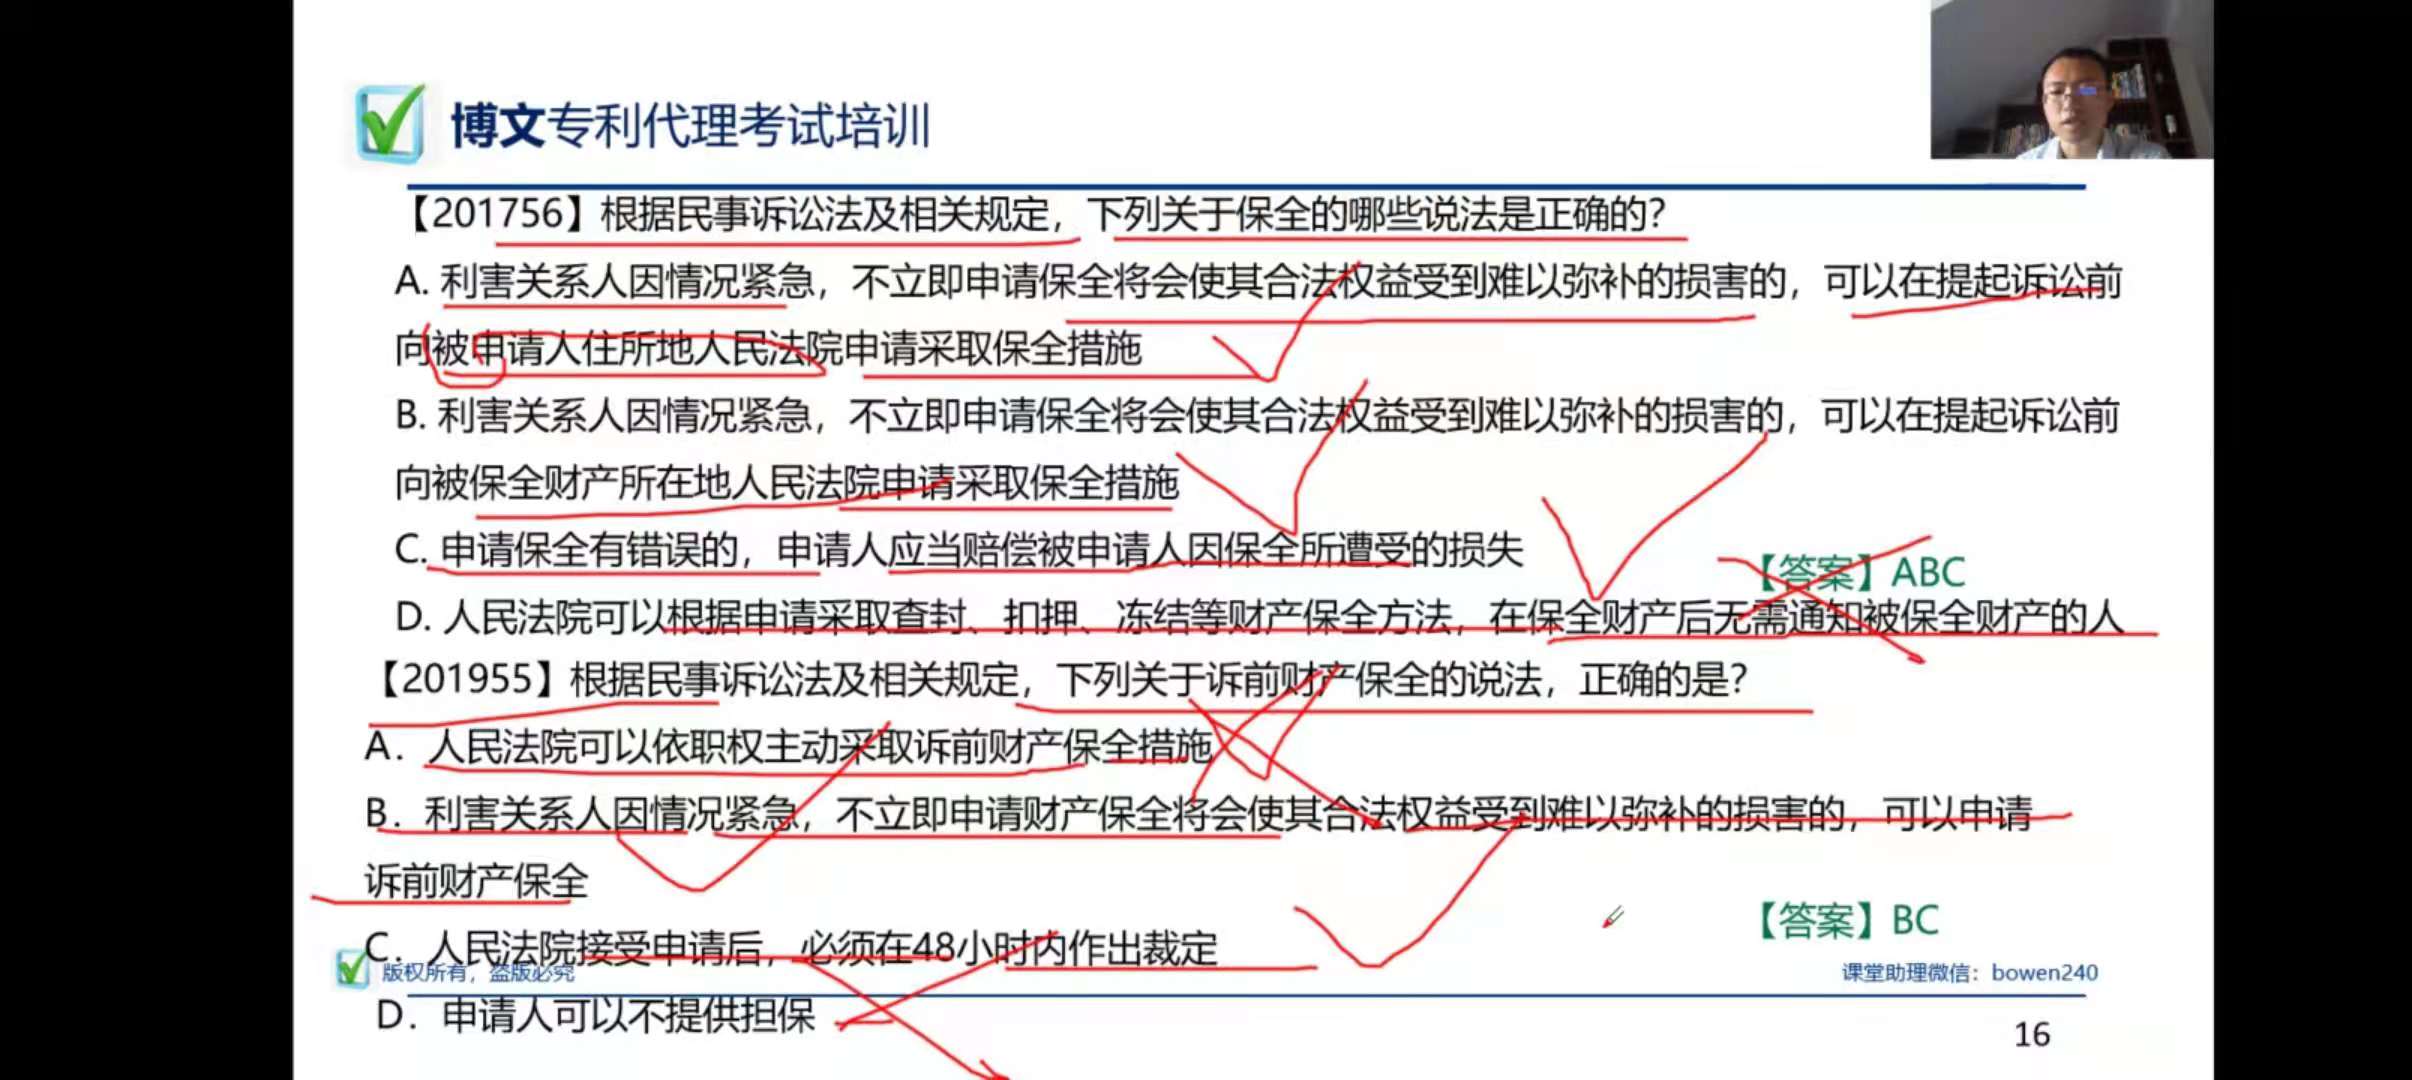 博文专利代理考试培训
【201756】根据民事诉讼法及相关规定，下列关于保全的哪些说法是正确的？
A. 利害关系人因情况紧急，不立即申请保全将会使其合法权益受到难以弥补的损害的，可以在提起诉讼前
向被申请人住所地人民法院申请采取保全措施
B. 利害关系人因情况紧急，不立即申请保全将会使其合法权益受到难以弥补的损害的，可以在提起诉讼前
向被保全财产所在地人民法院申请采取保全措施
C. 申请保全有错误的，申请人应当赔偿被申请人因保全所遭受的损失
【答案】ABC
D. 人民法院可以根据申请采取查封、扣押、冻结等财产保全方法，在保全财产后无需通知被保全财产的人
【201955】根据民事诉讼法及相关规定，下列关于诉前财产保全的说法，正确的是？
A．人民法院可以依职权主动采取诉前财产保全措施
B．利害关系人因情况紧急，不立即申请财产保全将会使其合法权益受到难以弥补的损害的，可以申请
诉前财产保全
【答案】BC
C．人民法院接受申请后，必须在48小时内作出裁定
版权所有，盗版必究
课堂助理微信：bowen240
D．申请人可以不提供担保
16